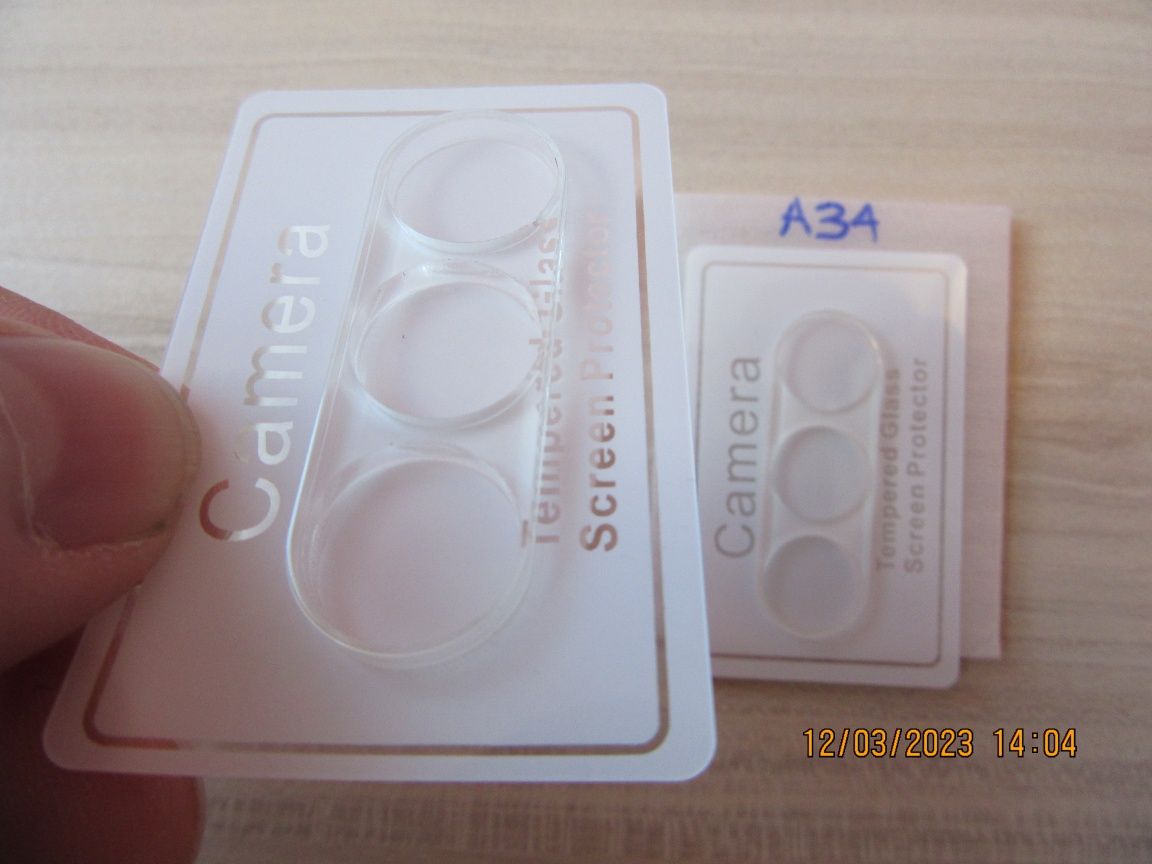 Camera
Tempered Glass
Screen Protector
A34
Camera
Tempered Glass
Screen Protector
12/03/2023 14:04